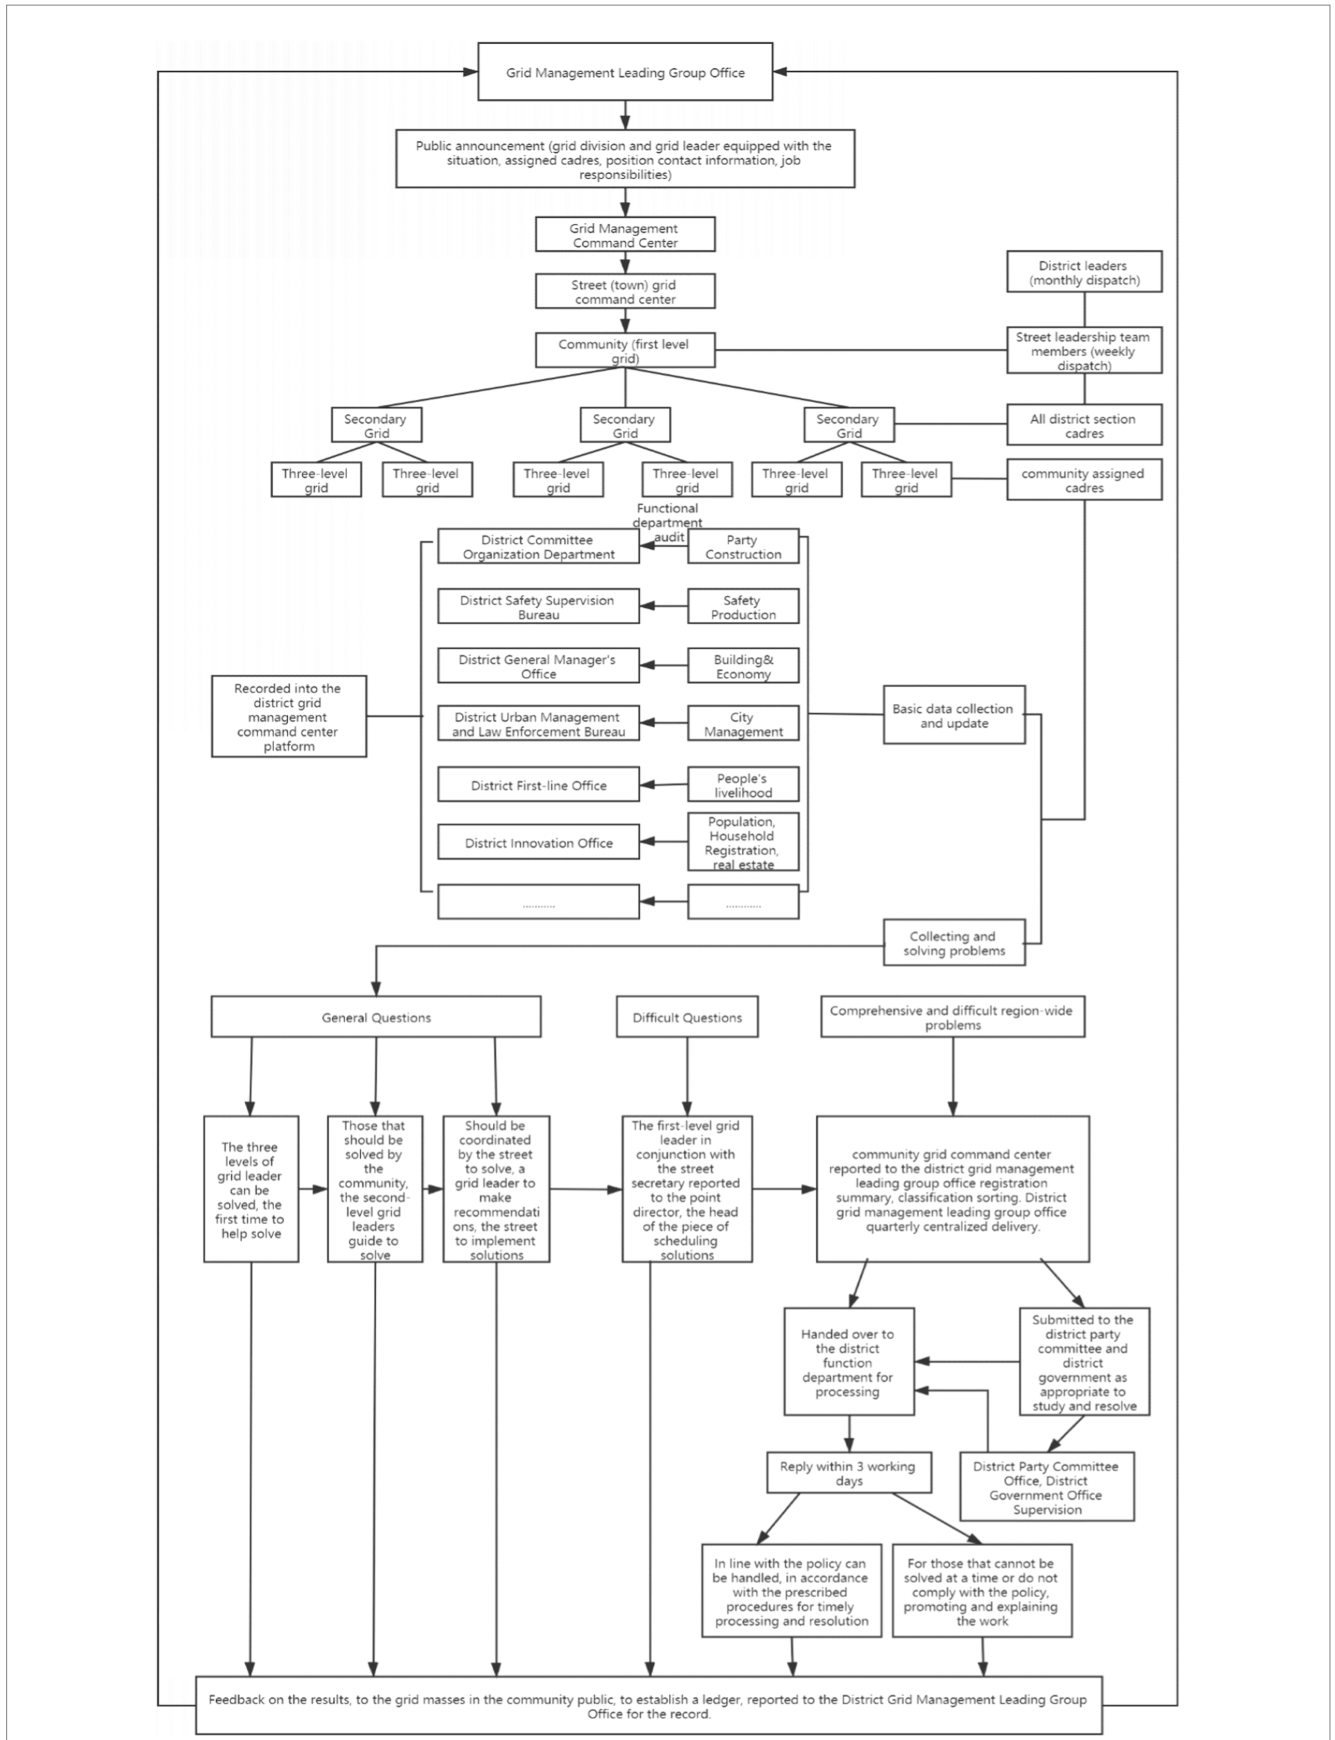 Grid Management Leading Group Office
Public announcement (grid division and grid leader equipped with the
situation, assigned cadres, position contact information, job
responsibilities)
Grid Management
Command Center
Street (town) grid
command center
Community (first level
grid)
District leaders
(monthly dispatch)
Street leadership team
members (weekly
dispatch)
All district section
cadres
community assigned
cadres
Secondary
Grid
Secondary
Grid
Secondary
Grid
Three-level
grid
Three-level
grid
Three-level
grid
Three-level
grid
Three-level
grid
Three-level
grid
Functional
department
audit
District Committee
Organization Department
Party
Construction
District Safety Supervision
Bureau
Safety
Production
District General Manager's
Office
Building&
Economy
District Urban Management
and Law Enforcement Bureau
City
Management
District First-line Office
People's
livelihood
District Innovation Office
Population,
Household
Registration,
real estate
...........
............
Recorded into the
district grid
management
command center
platform
Basic data collection
and update
Collecting and
solving problems
General Questions
Difficult Questions
Comprehensive and difficult region-wide
problems
The three
levels of
grid leader
can be
solved, the
first time to
help solve
Those that
should be
solved by
the
community,
the second-
level grid
leaders
guide to
solve
Should be
coordinated
by the street
to solve, a
grid leader to
make
recommendati
ons, the street
to implement
solutions
The first-level grid
leader in
conjunction with
the street
secretary reported
to the point
director, the head
of the piece of
scheduling
solutions
community grid command center
reported to the district grid management
leading group office registration
summary, classification sorting. District
grid management leading group office
quarterly centralized delivery.
Handed over to
the district
function
department for
processing
Submitted to the
district party
committee and
district
government as
appropriate to
study and resolve
Reply within 3 working
days
District Party Committee
Office, District
Government Office
Supervision
In line with the policy can
be handled, in accordance
with the prescribed
procedures for timely
processing and resolution
For those that cannot be
solved at a time or do not
comply with the policy,
promoting and explaining
the work
Feedback on the results, to the grid masses in the community public, to establish a ledger, reported to the District Grid Management Leading Group
Office for the record.